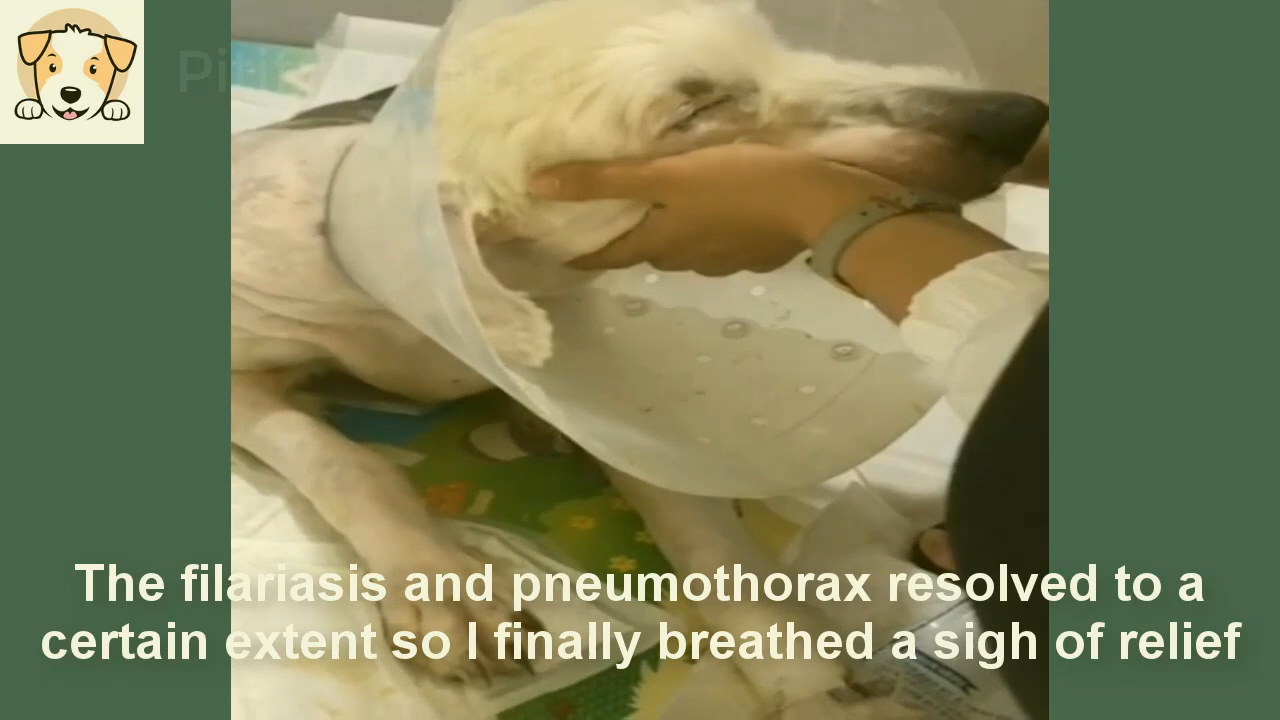 The filariasis and pneumothorax resolved to a
certain extent so I finally breathed a sigh of relief